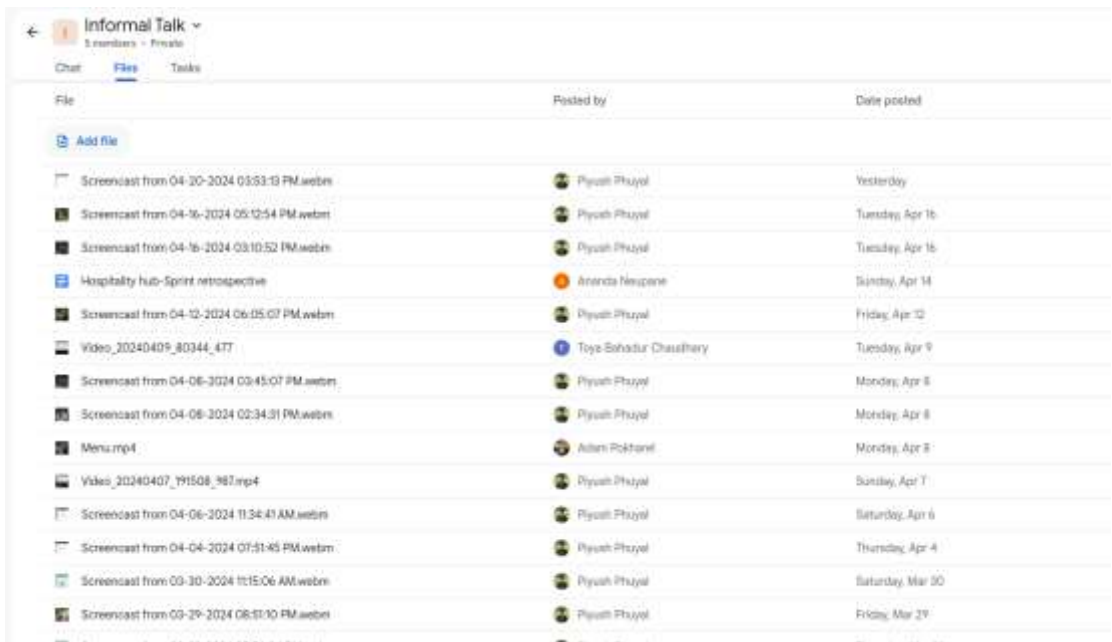 Informal Talk
5 members • Private
Chat Files Tasks
File Posted by Date posted
Add file
Screencast from 04-20-2024 03:53:13 PM.webm Piyush Phuyal Yesterday
Screencast from 04-16-2024 05:12:54 PM.webm Piyush Phuyal Tuesday, Apr 16
Screencast from 04-16-2024 03:10:52 PM.webm Piyush Phuyal Tuesday, Apr 16
Hospitality hub-Sprint retrospective Ananda Neupane Sunday, Apr 14
Screencast from 04-12-2024 06:05:07 PM.webm Piyush Phuyal Friday, Apr 12
Video_20240409_80344_477 T Toya Bahadur Chaudhary Tuesday, Apr 9
Screencast from 04-08-2024 03:45:07 PM.webm Piyush Phuyal Monday, Apr 8
Screencast from 04-08-2024 02:34:31 PM.webm Piyush Phuyal Monday, Apr 8
Menu.mp4 Pokharel Monday, Apr 8
Video_20240407_191508_987.mp4 Piyush Phuyal Sunday, Apr 7
Screencast from 04-06-2024 11:34:41 AM.webm Piyush Phuyal Saturday, Apr 6
Screencast from 04-04-2024 07:51:45 PM.webm Piyush Phuyal Thursday, Apr 4
Screencast from 03-30-2024 11:15:06 AM.webm Piyush Phuyal Saturday, Mar 30
Screencast from 03-29-2024 08:51:10 PM.webm Piyush Phuyal Friday, Mar 29